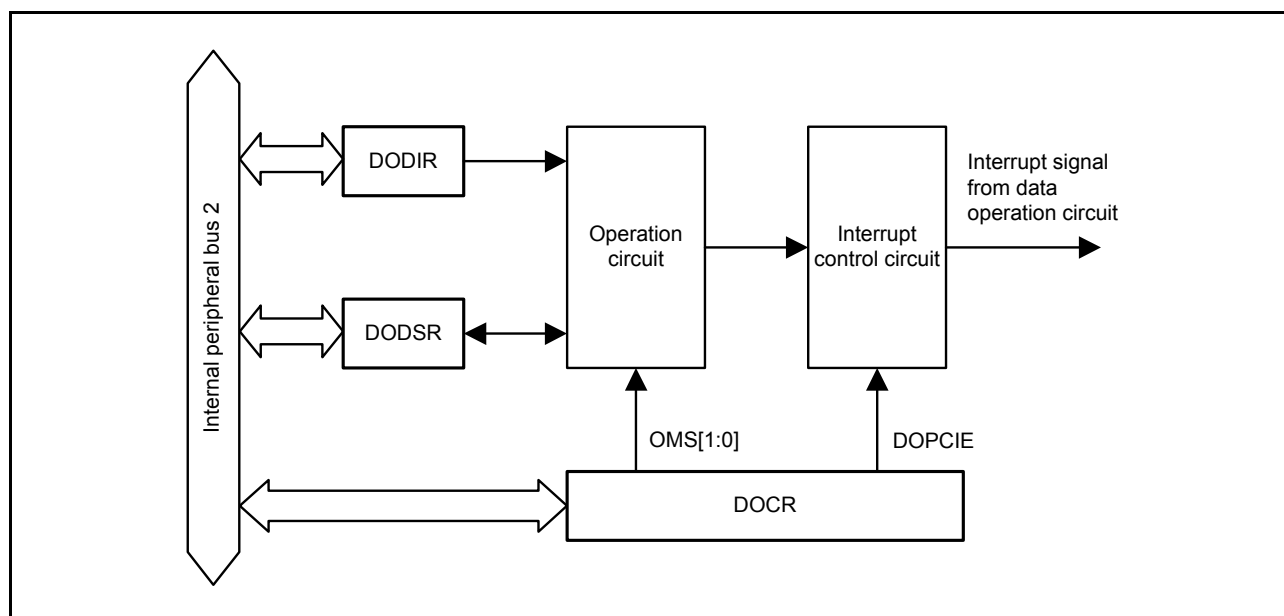 Internal peripheral bus 2
DODIR
DODSR
Operation
circuit
Interrupt
control circuit
Interrupt signal
from data
operation circuit
OMS[1:0]
DOPCIE
DOCR